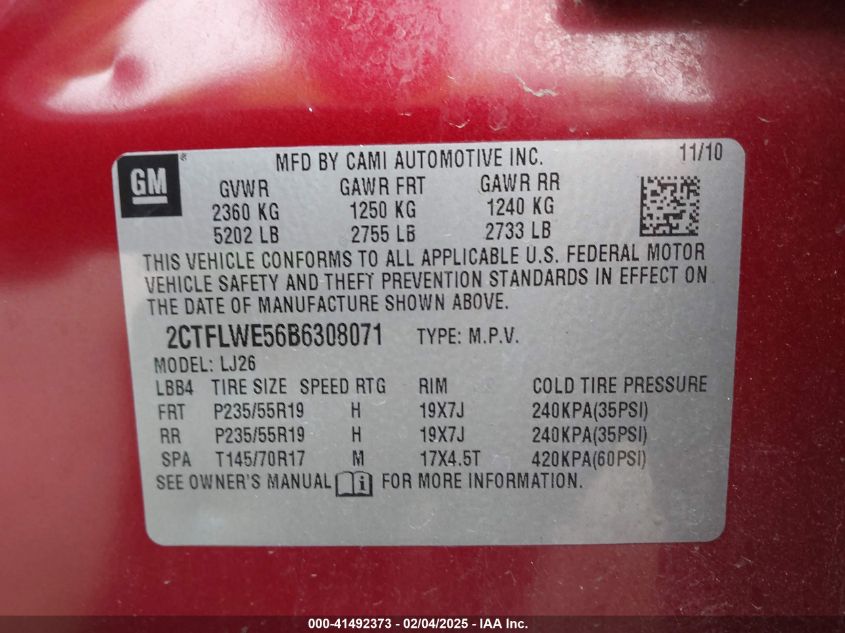 GM ® MFD BY CAMI AUTOMOTIVE INC. 11/10
GVWR GAWR FRT GAWR RR
2360 KG 1250 KG 1240 KG
5202 LB 2755 LB 2733 LB
THIS VEHICLE CONFORMS TO ALL APPLICABLE U.S. FEDERAL MOTOR
VEHICLE SAFETY AND THEFT PREVENTION STANDARDS IN EFFECT ON
THE DATE OF MANUFACTURE SHOWN ABOVE.
2CTFLWE56B6308071 TYPE: M.P.V.
MODEL: LJ26
LBB4 TIRE SIZE SPEED RTG RIM COLD TIRE PRESSURE
FRT P235/55R19 H 19X7J 240KPA(35PSI)
RR P235/55R19 H 19X7J 240KPA(35PSI)
SPA T145/70R17 M 17X4.5T 420KPA(60PSI)
SEE OWNER'S MANUAL i FOR MORE INFORMATION.
000-41492373 - 02/04/2025 - IAA Inc.